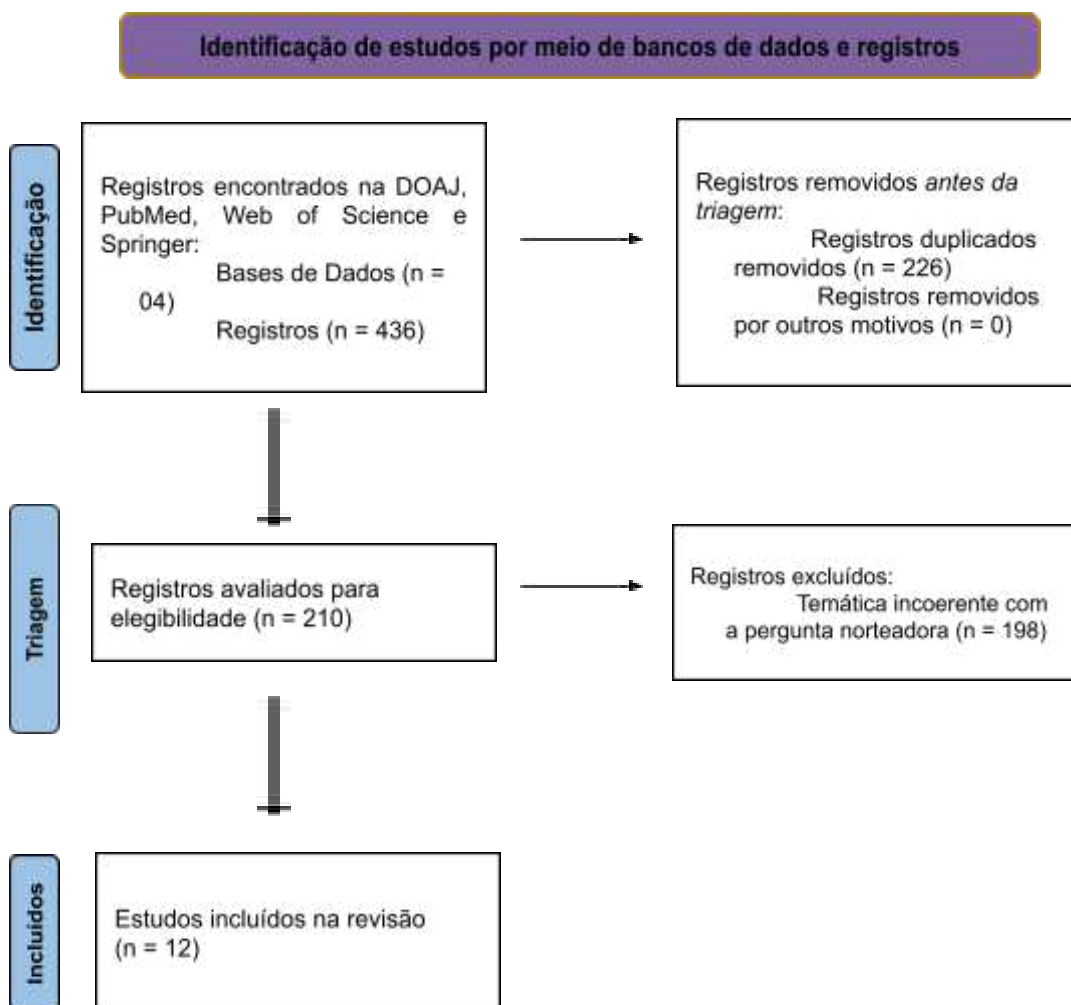 Identificação de estudos por meio de bancos de dados e registros
Identificação
Registros encontrados na DOAJ,
PubMed, Web of Science e
Springer:
Bases de Dados (n =
04)
Registros (n = 436)
Registros removidos antes da
triagem:
Registros duplicados
removidos (n = 226)
Registros removidos
por outros motivos (n = 0)
Triagem
Registros avaliados para
elegibilidade (n = 210)
Registros excluídos:
Temática incoerente com
a pergunta norteadora (n = 198)
Incluídos
Estudos incluídos na revisão
(n = 12)